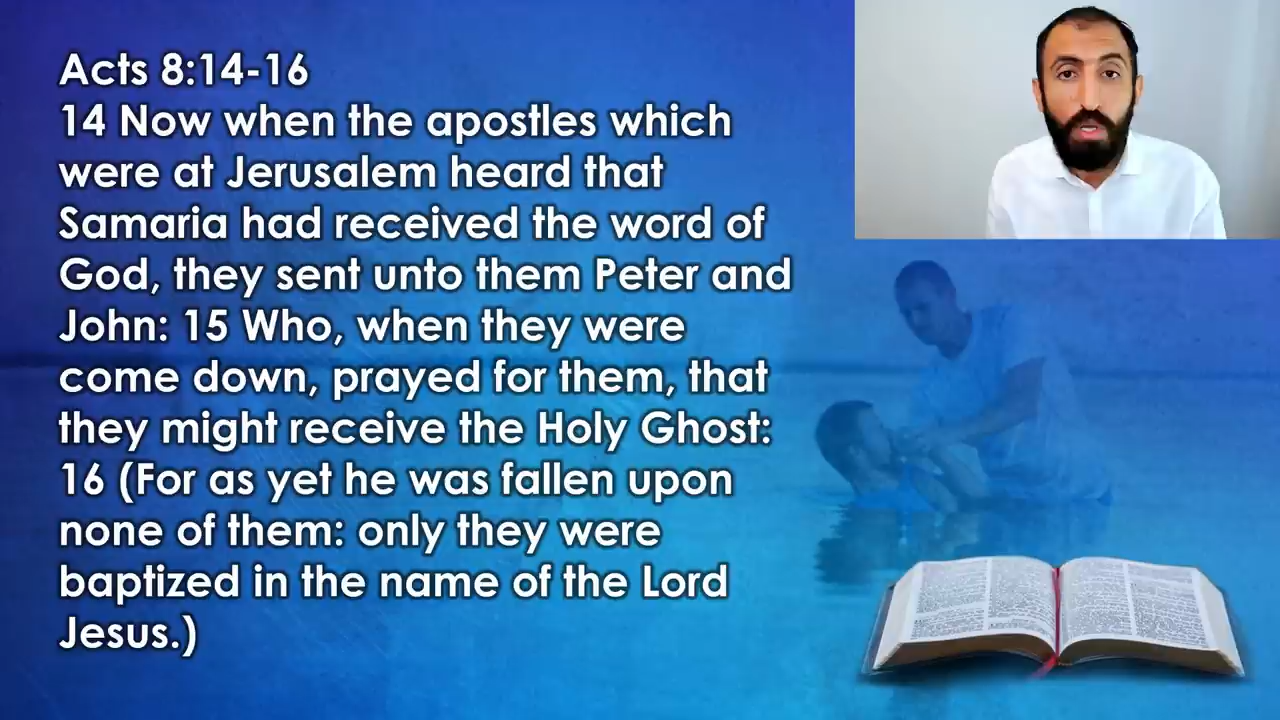 Acts 8:14-16
14 Now when the apostles which
were at Jerusalem heard that
Samaria had received the word of
God, they sent unto them Peter and
John: 15 Who, when they were
come down, prayed for them, that
they might receive the Holy Ghost:
16 (For as yet he was fallen upon
none of them: only they were
baptized in the name of the Lord
Jesus.)